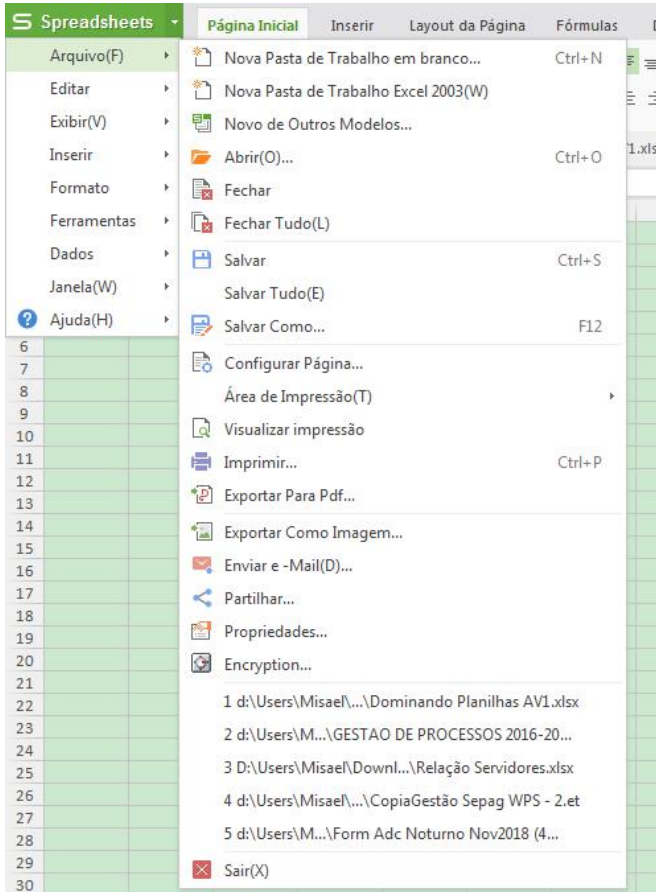 Spreadsheets
Página Inicial Inserir Layout da Página Fórmulas
Arquivo(F)
Editar
Exibir(V)
Inserir
Formato
Ferramentas
Dados
Janela(W)
Ajuda(H)
Nova Pasta de Trabalho em branco... Ctrl+N
Nova Pasta de Trabalho Excel 2003(W)
Novo de Outros Modelos...
Abrir(O)... Ctrl+O
Fechar
Fechar Tudo(L)
Salvar Ctrl+S
Salvar Tudo(E)
Salvar Como... F12
Configurar Página...
Área de Impressão(T)
Visualizar impressão
Imprimir... Ctrl+P
Exportar Para Pdf...
Exportar Como Imagem...
Enviar e -Mail(D)...
Partilhar...
Propriedades...
Encryption...
1 d:\Users\Misael\...\Dominando Planilhas AV1.xlsx
2 d:\Users\M...\GESTAO DE PROCESSOS 2016-20...
3 D:\Users\Misael\Downl...\Relação Servidores.xlsx
4 d:\Users\Misael\...\CopiaGestão Sepag WPS - 2.et
5 d:\Users\M...\Form Adc Noturno Nov2018 (4...
Sair(X)
6
7
8
9
10
11
12
13
14
15
16
17
18
19
20
21
22
23
24
25
26
27
28
29
30